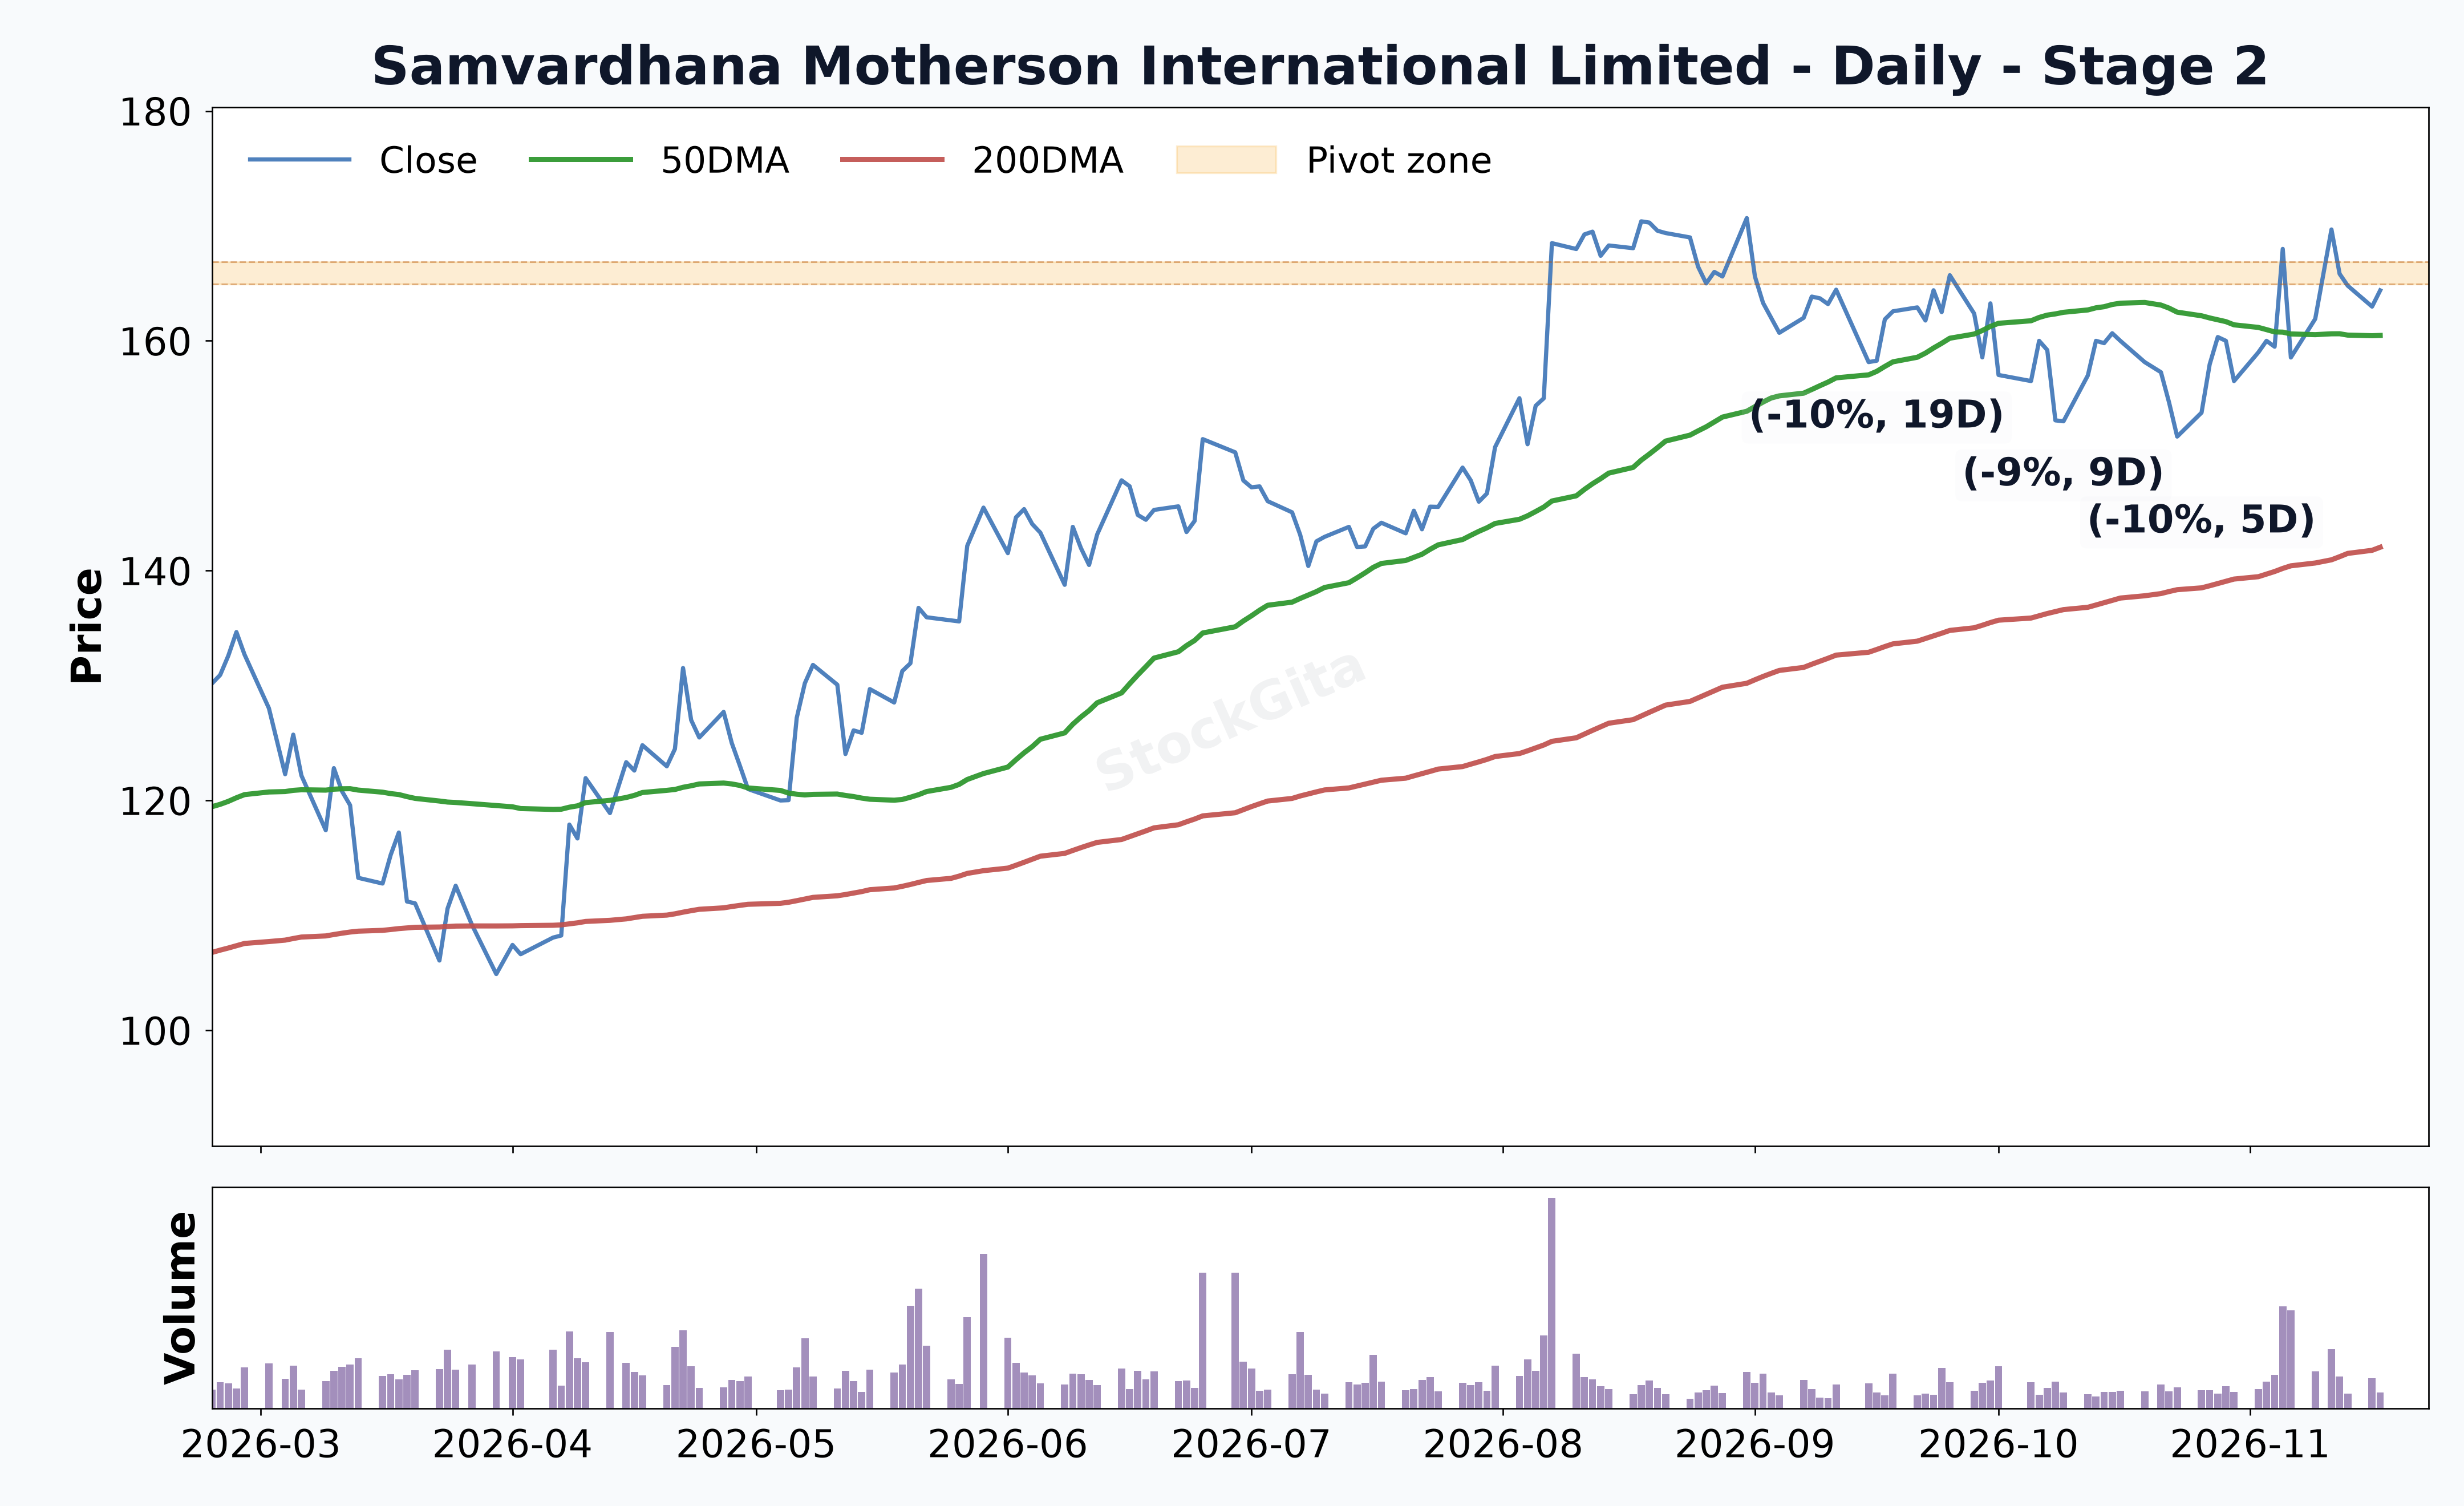 Samvardhana Motherson International Limited - Daily - Stage 2
Close 50DMA 200DMA Pivot zone
Price
180
160
140
120
100
(-10%, 19D)
(-9%, 9D)
(-10%, 5D)
StockGita
Volume
2026-03 2026-04 2026-05 2026-06 2026-07 2026-08 2026-09 2026-10 2026-11